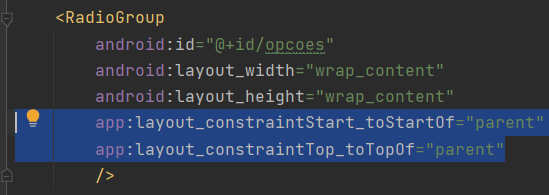 <RadioGroup
android:id="@+id/opcoes"
android:layout_width="wrap_content"
android:layout_height="wrap_content"
app:layout_constraintStart_toStartOf="parent"
app:layout_constraintTop_toTopOf="parent"
/>